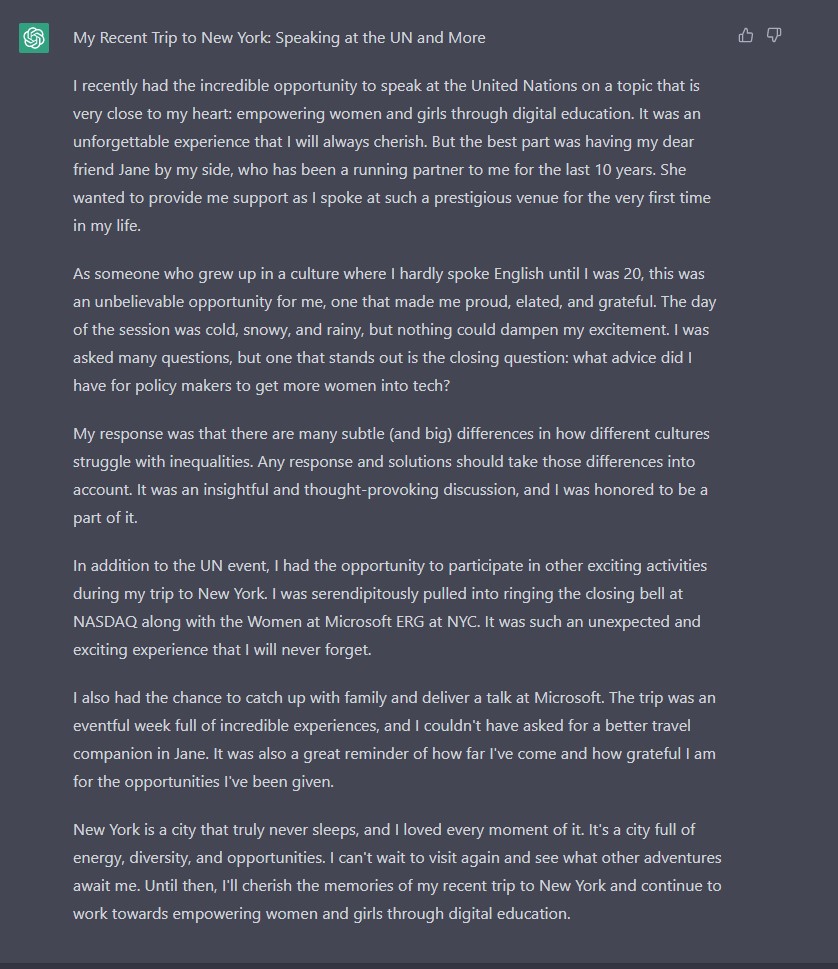 My Recent Trip to New York: Speaking at the UN and More
I recently had the incredible opportunity to speak at the United Nations on a topic that is
very close to my heart: empowering women and girls through digital education. It was an
unforgettable experience that I will always cherish. But the best part was having my dear
friend Jane by my side, who has been a running partner to me for the last 10 years. She
wanted to provide me support as I spoke at such a prestigious venue for the very first time
in my life.
As someone who grew up in a culture where I hardly spoke English until I was 20, this was
an unbelievable opportunity for me, one that made me proud, elated, and grateful. The day
of the session was cold, snowy, and rainy, but nothing could dampen my excitement. I was
asked many questions, but one that stands out is the closing question: what advice did I
have for policy makers to get more women into tech?
My response was that there are many subtle (and big) differences in how different cultures
struggle with inequalities. Any response and solutions should take those differences into
account. It was an insightful and thought-provoking discussion, and I was honored to be a
part of it.
In addition to the UN event, I had the opportunity to participate in other exciting activities
during my trip to New York. I was serendipitously pulled into ringing the closing bell at
NASDAQ along with the Women at Microsoft ERG at NYC. It was such an unexpected and
exciting experience that I will never forget.
I also had the chance to catch up with family and deliver a talk at Microsoft. The trip was an
eventful week full of incredible experiences, and I couldn't have asked for a better travel
companion in Jane. It was also a great reminder of how far I've come and how grateful I am
for the opportunities I've been given.
New York is a city that truly never sleeps, and I loved every moment of it. It's a city full of
energy, diversity, and opportunities. I can't wait to visit again and see what other adventures
await me. Until then, I'll cherish the memories of my recent trip to New York and continue to
work towards empowering women and girls through digital education.